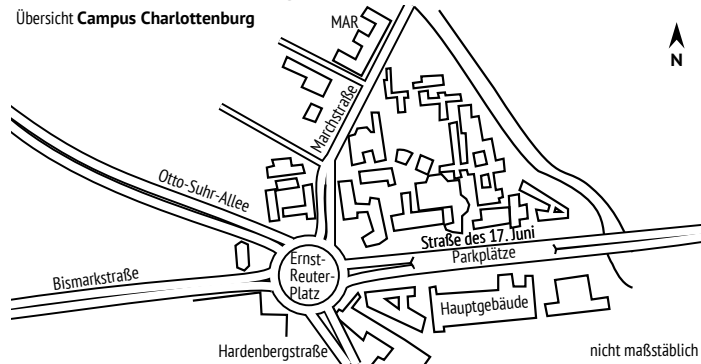 Übersicht Campus Charlottenburg
MAR
N
Marchstraße
Otto-Suhr-Allee
Straße des 17. Juni
Parkplätze
Ernst-
Reuter-
Platz
Bismarkstraße
Hauptgebäude
Hardenbergstraße
nicht maßstäblich